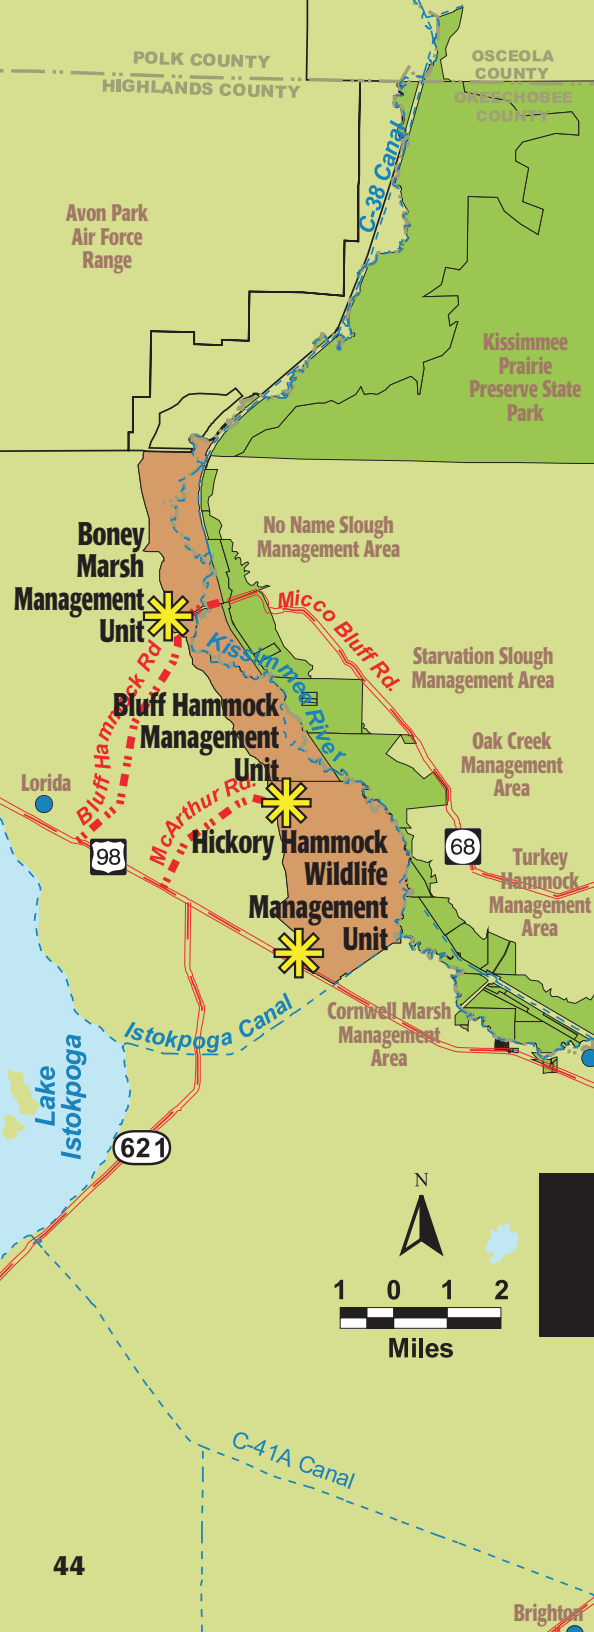 POLK COUNTY
OSCEOLA
COUNTY
HIGHLANDS COUNTY
OKEECHOBEE
COUNTY
C-38 Canal
Avon Park
Air Force
Range
Kissimmee
Prairie
Preserve State
Park
No Name Slough
Management Area
Boney
Marsh
Management
Unit
Micco Bluff Rd.
Kissimmee River
Starvation Slough
Management Area
Bluff Hammock Rd
Bluff Hammock
Management
Unit
Oak Creek
Management
Area
Lorida
McArthur Rd.
98
68
Hickory Hammock
Wildlife
Management
Unit
Turkey
Hammock
Management
Area
Cornwell Marsh
Management
Area
Istokpoga Canal
Lake
Istokpoga
621
N
1 0 1 2
Miles
C-41A Canal
44
Brighton